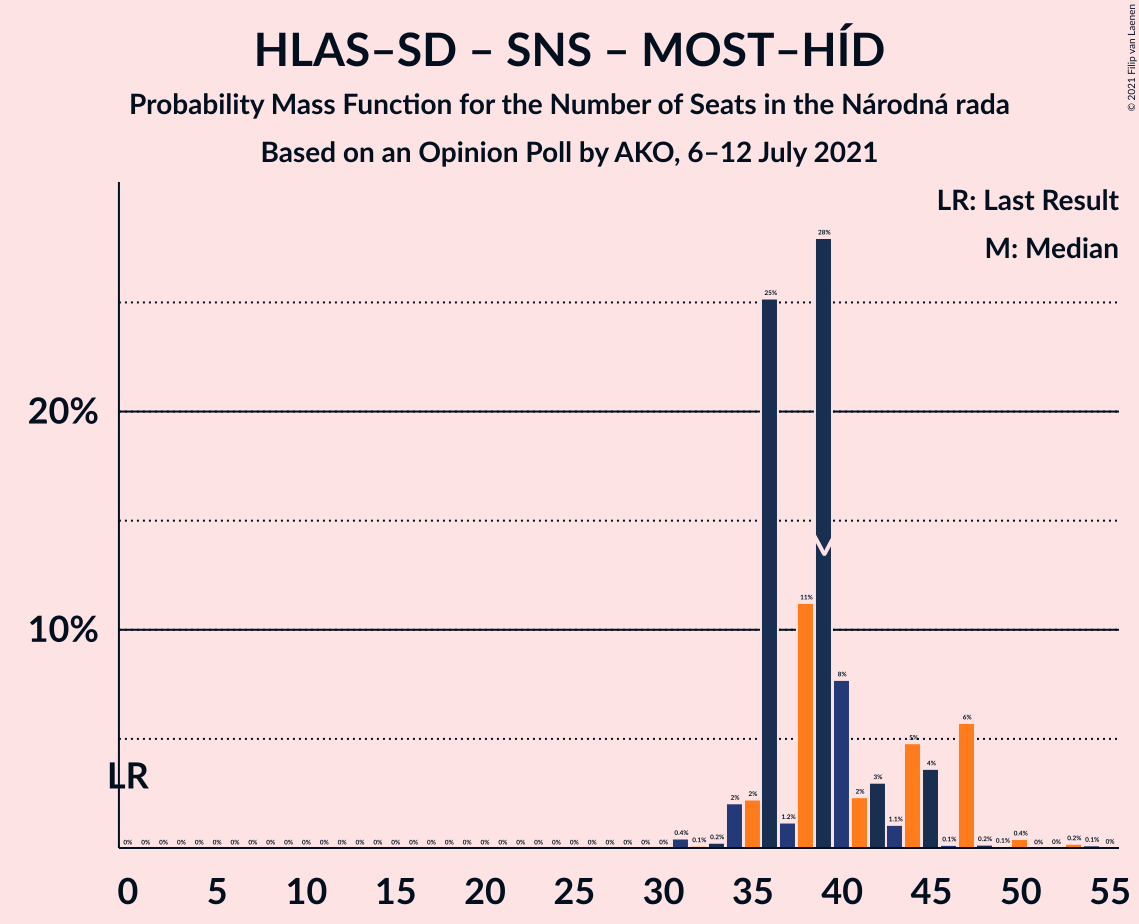 © 2021 Filip van Laenen
HLAS–SD – SNS – MOST–HÍD
Probability Mass Function for the Number of Seats in the Národná rada
Based on an Opinion Poll by AKO, 6–12 July 2021
LR: Last Result
M: Median
28%
25%
20%
11%
10%
8%
6%
5%
4%
3%
2% 2% 2%
1.2% 1.1%
LR
0% 0% 0% 0% 0% 0% 0% 0% 0% 0% 0% 0% 0% 0% 0% 0% 0% 0% 0% 0% 0% 0% 0% 0% 0% 0% 0% 0% 0% 0% 0% 0.4% 0.1% 0.2% 0.1% 0.2% 0.1% 0.4% 0% 0% 0.2% 0.1% 0%
0 5 10 15 20 25 30 35 40 45 50 55